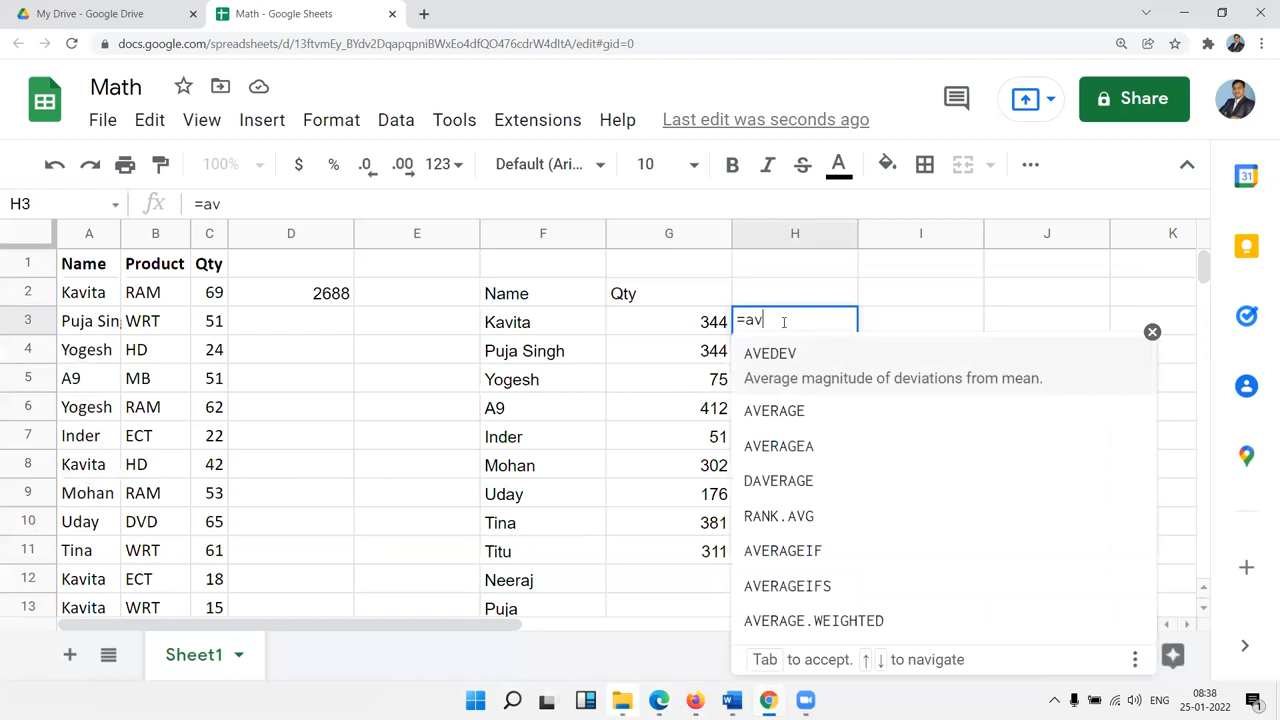 My Drive - Google Drive
Math - Google Sheets
docs.google.com/spreadsheets/d/13ftvmEy_BYdv2DqapqpniBWxEo4dfQO476cdrW4dItA/edit#gid=0
Math
File Edit View Insert Format Data Tools Extensions Help Last edit was seconds ago
Share
100% $ % .0 .00 123 Default (Ari... 10 B I S A
31
H3 fx =av
A B C D E F G H I J K
1 Name Product Qty
2 Kavita RAM 69 2688 Name Qty
3 Puja Sin WRT 51 Kavita 344 =av
4 Yogesh HD 24 Puja Singh 344
5 A9 MB 51 Yogesh 75
6 Yogesh RAM 62 A9 412
7 Inder ECT 22 Inder 51
8 Kavita HD 42 Mohan 302
9 Mohan RAM 53 Uday 176
10 Uday DVD 65 Tina 381
11 Tina WRT 61 Titu 311
12 Kavita ECT 18 Neeraj
13 Kavita WRT 15 Puja
AVEDEV
Average magnitude of deviations from mean.
AVERAGE
AVERAGEA
DAVERAGE
RANK.AVG
AVERAGEIF
AVERAGEIFS
AVERAGE.WEIGHTED
Tab to accept. ↑ ↓ to navigate
Sheet1
ENG
08:38
25-01-2022
1